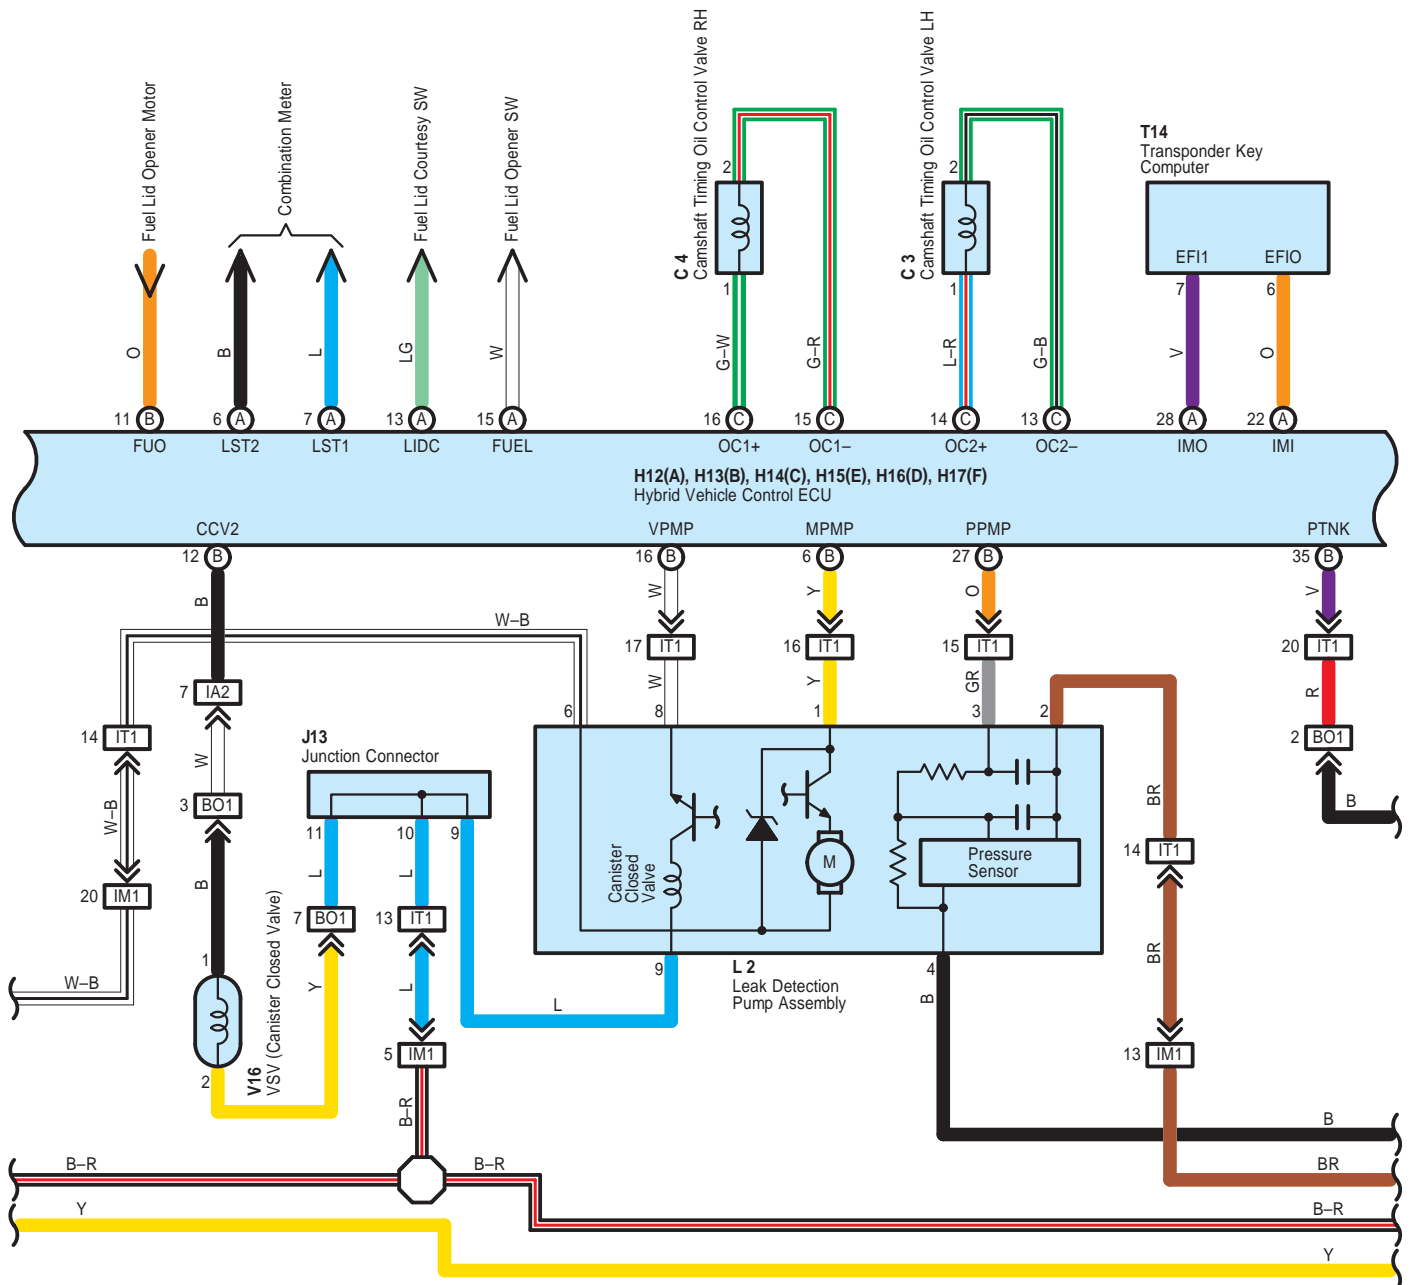 Fuel Lid Opener Motor
Combination Meter
Fuel Lid Courtesy SW
Fuel Lid Opener SW
C 4
Camshaft Timing Oil Control Valve RH
C 3
Camshaft Timing Oil Control Valve LH
T14
Transponder Key
Computer
2
2
EFI1
EFIO
1
1
7
6
O
B
L
LG
W
G–W
G–R
L–R
G–B
V
O
11 B
6 A
7 A
13 A
15 A
16 C
15 C
14 C
13 C
28 A
22 A
FUO
LST2
LST1
LIDC
FUEL
OC1+
OC1–
OC2+
OC2–
IMO
IMI
H12(A), H13(B), H14(C), H15(E), H16(D), H17(F)
Hybrid Vehicle Control ECU
CCV2
VPMP
MPMP
PPMP
PTNK
12 B
16 B
6 B
27 B
35 B
B
W
Y
O
V
W–B
17 IT1
16 IT1
15 IT1
20 IT1
7 IA2
W
Y
GR
R
6
8
1
3
2
14 IT1
2 BO1
J13
Junction Connector
W
3 BO1
BR
B
W–B
11
10
9
14 IT1
Canister
Closed
Valve
M
Pressure
Sensor
B
L
L
20 IM1
7 BO1
13 IT1
BR
1
9
4
L 2
Leak Detection
Pump Assembly
W–B
Y
L
L
B
V16
VSV (Canister Closed Valve)
5 IM1
13 IM1
2
B–R
B
B–R
B–R
BR
Y
B–R
Y